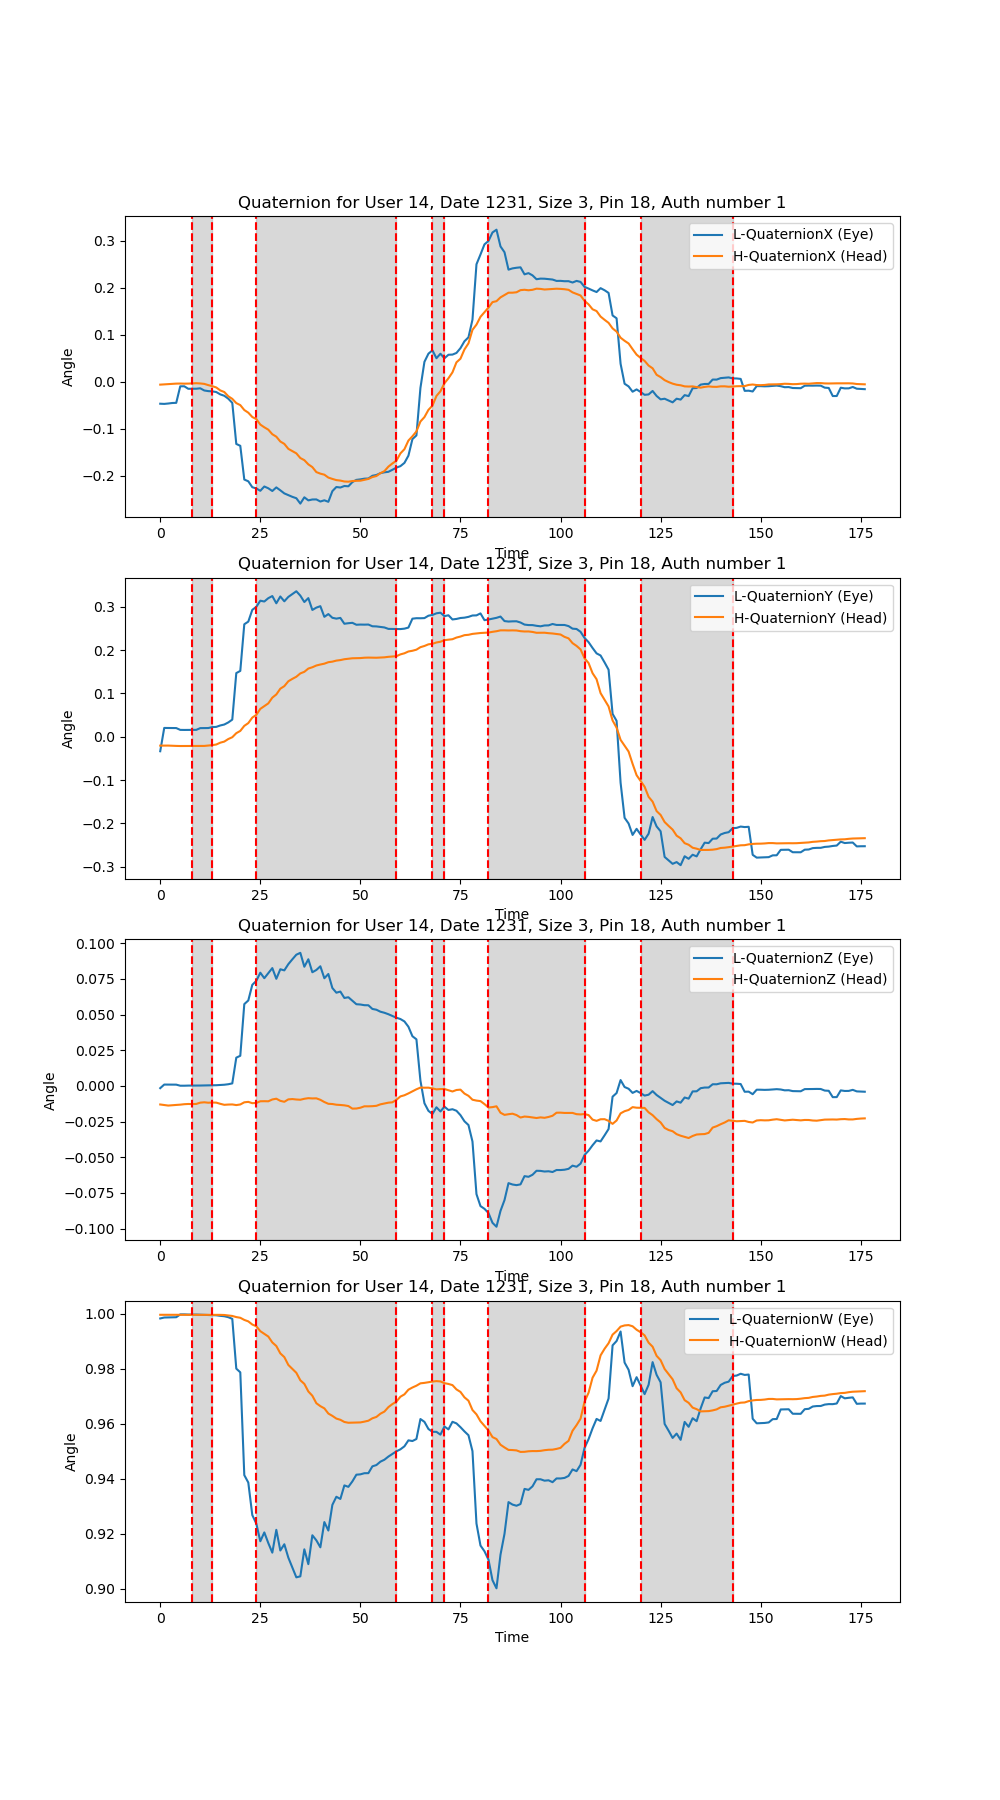 Quaternion for User 14, Date 1231, Size 3, Pin 18, Auth number 1
L-QuaternionX (Eye)
H-QuaternionX (Head)
Angle
0.3
0.2
0.1
0.0
−0.1
−0.2
0 25 50 75 100 125 150 175
Time
Quaternion for User 14, Date 1231, Size 3, Pin 18, Auth number 1
L-QuaternionY (Eye)
H-QuaternionY (Head)
Angle
0.3
0.2
0.1
0.0
−0.1
−0.2
−0.3
0 25 50 75 100 125 150 175
Time
Quaternion for User 14, Date 1231, Size 3, Pin 18, Auth number 1
L-QuaternionZ (Eye)
H-QuaternionZ (Head)
Angle
0.100
0.075
0.050
0.025
0.000
−0.025
−0.050
−0.075
−0.100
0 25 50 75 100 125 150 175
Time
Quaternion for User 14, Date 1231, Size 3, Pin 18, Auth number 1
L-QuaternionW (Eye)
H-QuaternionW (Head)
Angle
1.00
0.98
0.96
0.94
0.92
0.90
0 25 50 75 100 125 150 175
Time